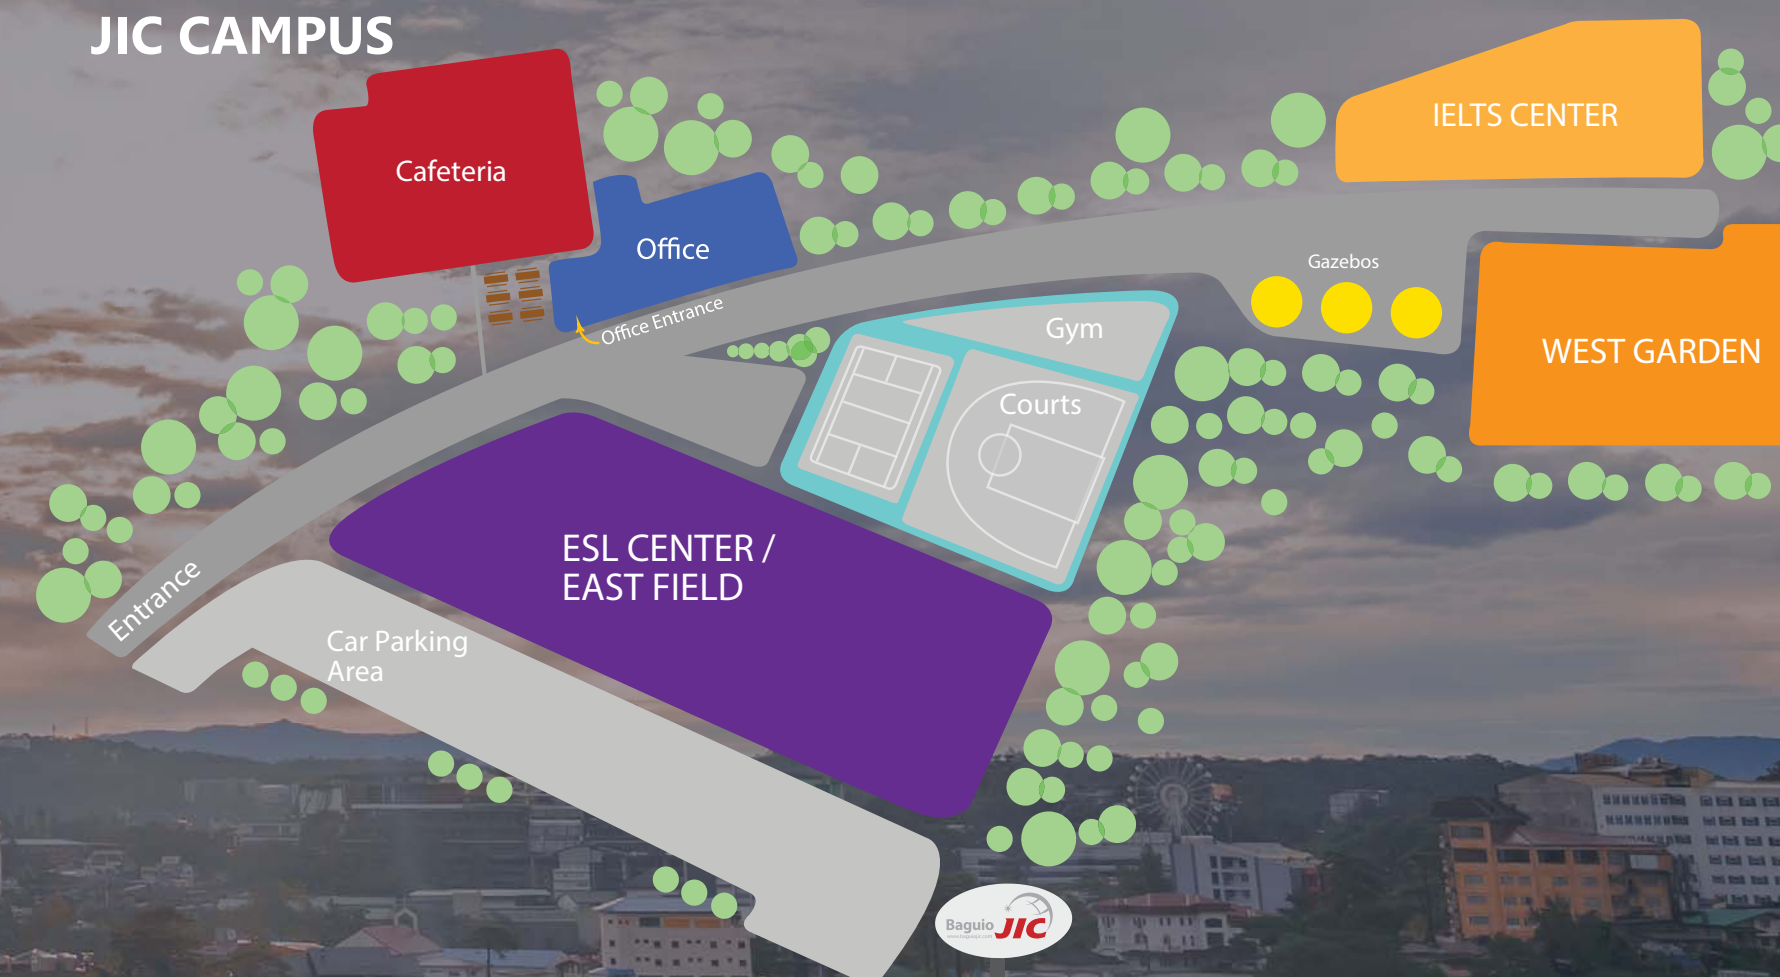 JIC CAMPUS
Cafeteria
Office
Office Entrance
IELTS CENTER
Gazebos
Gym
Courts
WEST GARDEN
ESL CENTER /
EAST FIELD
Entrance
Car Parking
Area
Baguio JIC